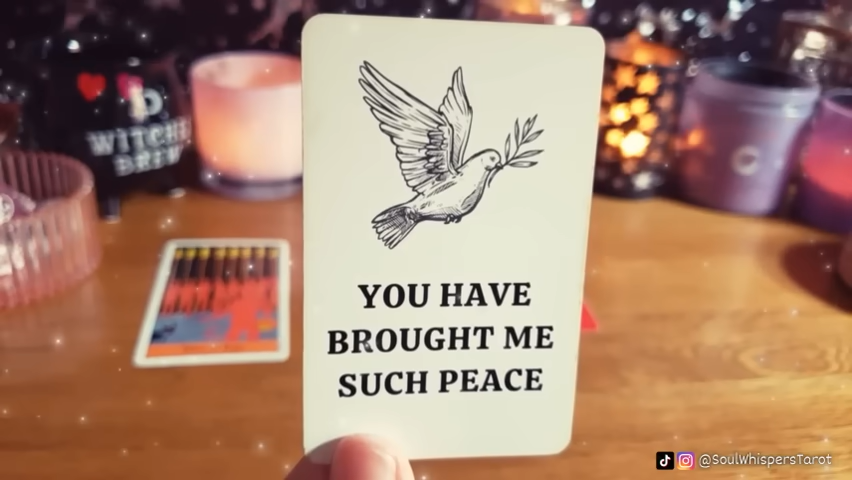 WITCHES
BREW
YOU HAVE
BROUGHT ME
SUCH PEACE
@SoulWhispersTarot